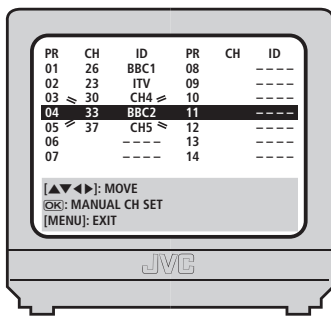 PR CH ID PR CH ID
01 26 BBC1 08 ----
02 23 ITV 09 ----
03 30 CH4 10 ----
04 33 BBC2 11 ----
05 37 CH5 12 ----
06 ---- 13 ----
07 ---- 14 ----
[▲▼◀▶]: MOVE
OK: MANUAL CH SET
[MENU]: EXIT
JVC